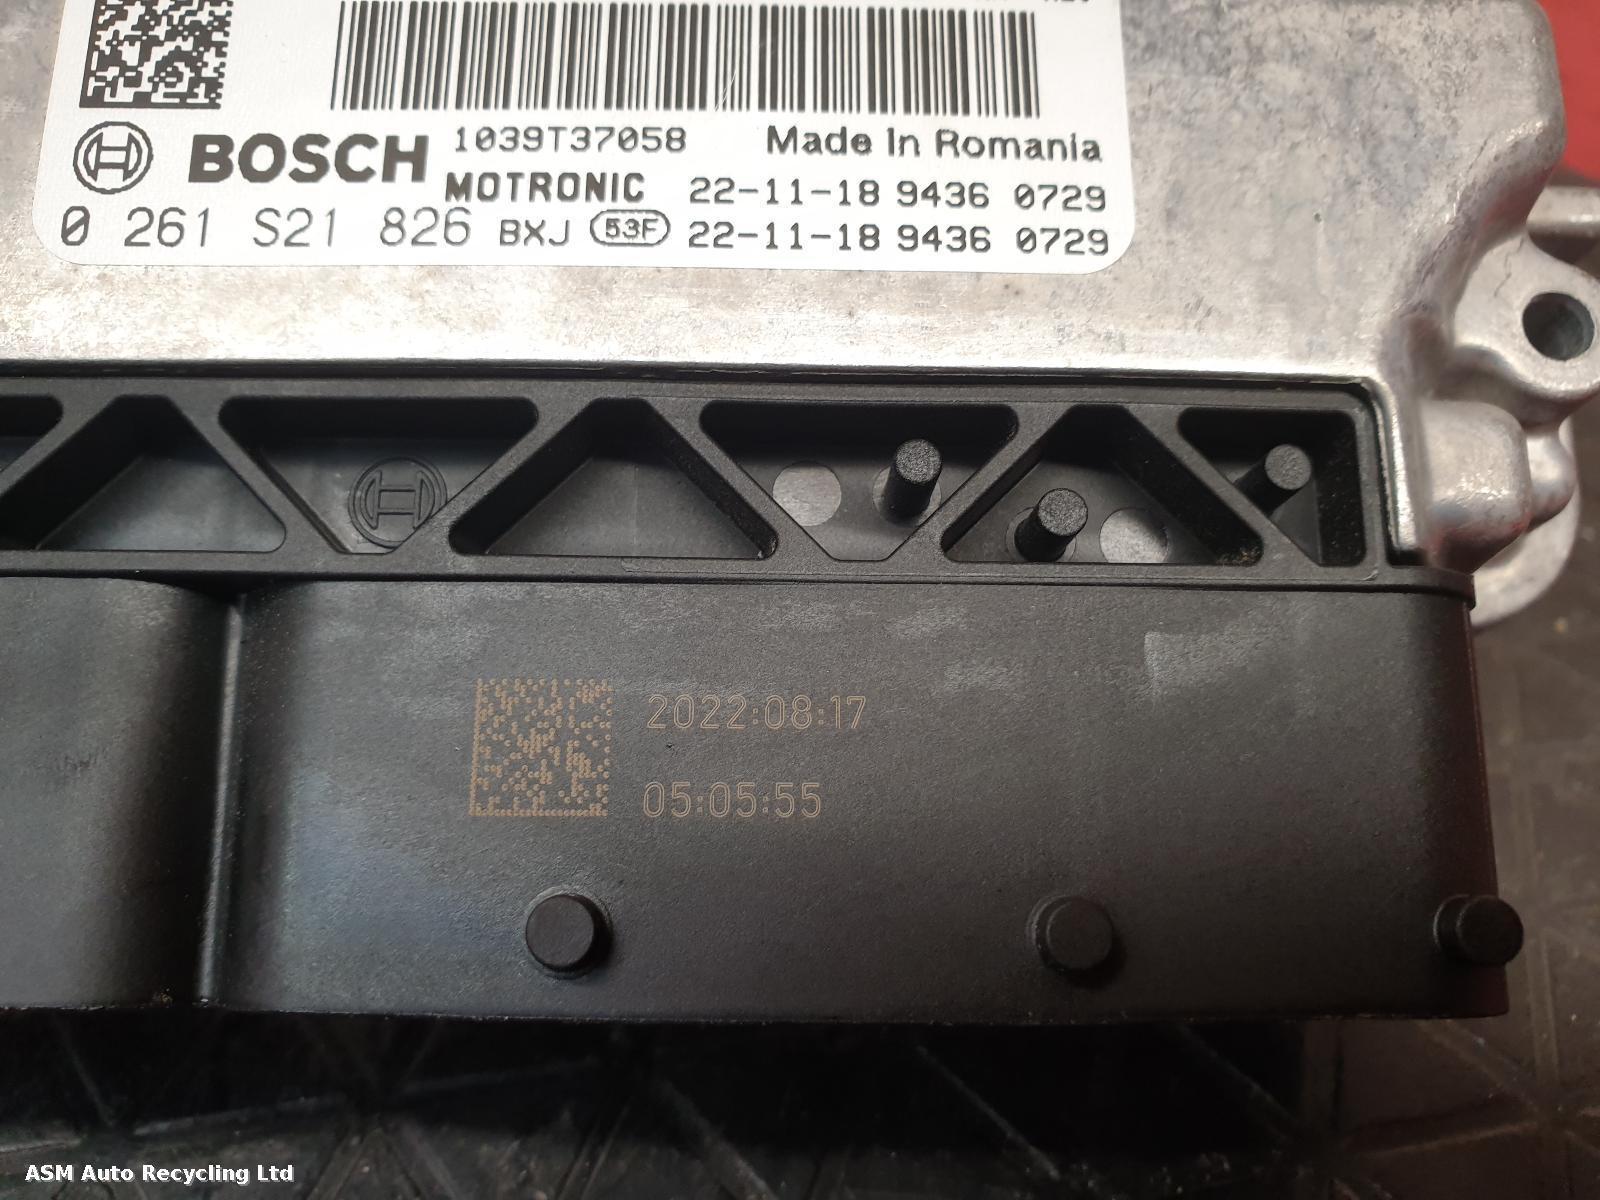 BOSCH 1039T37058 Made In Romania
MOTRONIC 22-11-18 9436 0729
0 261 S21 826 BXJ 53F 22-11-18 9436 0729
2022:08:17
05:05:55
ASM Auto Recycling Ltd